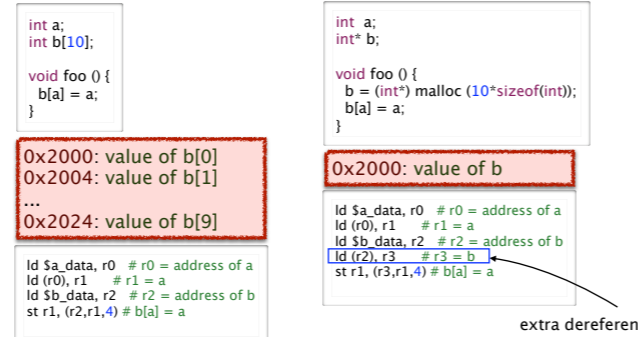 int a;
int b[10];
void foo () {
b[a] = a;
}
0x2000: value of b[0]
0x2004: value of b[1]
...
0x2024: value of b[9]
ld $a_data, r0 # r0 = address of a
ld (r0), r1 # r1 = a
ld $b_data, r2 # r2 = address of b
st r1, (r2,r1,4) # b[a] = a
int a;
int* b;
void foo () {
b = (int*) malloc (10*sizeof(int));
b[a] = a;
}
0x2000: value of b
ld $a_data, r0 # r0 = address of a
ld (r0), r1 # r1 = a
ld $b_data, r2 # r2 = address of b
ld (r2), r3 # r3 = b
st r1, (r3,r1,4) # b[a] = a
extra dereferen